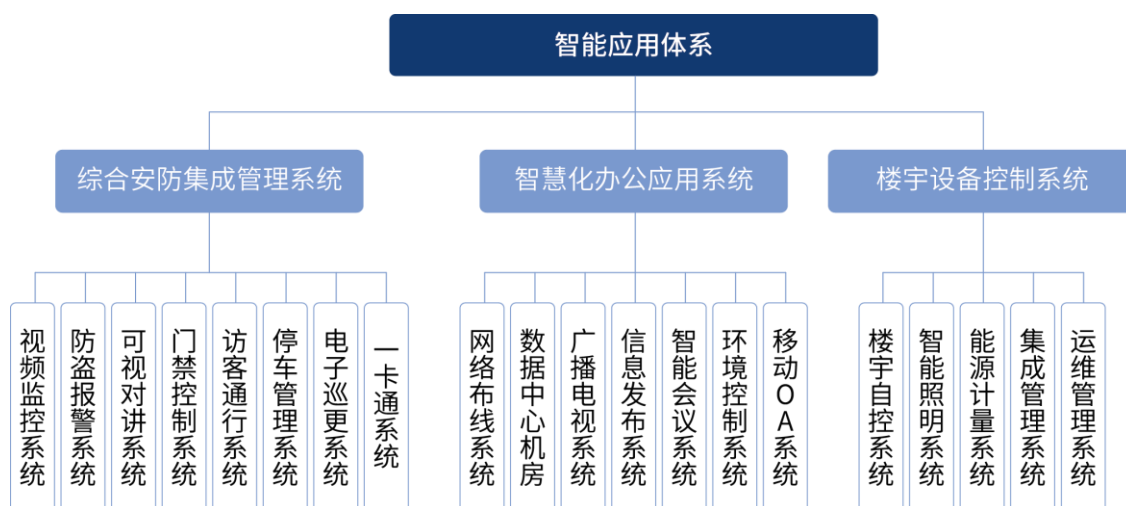 智能应用体系
综合安防集成管理系统
智慧化办公应用系统
楼宇设备控制系统
视频监控系统
防盗报警系统
可视对讲系统
门禁控制系统
访客通行系统
停车管理系统
电子巡更系统
一卡通系统
网络布线系统
数据中心机房
广播电视系统
信息发布系统
智能会议系统
环境控制系统
移动OA系统
楼宇自控系统
智能照明系统
能源计量系统
集成管理系统
运维管理系统